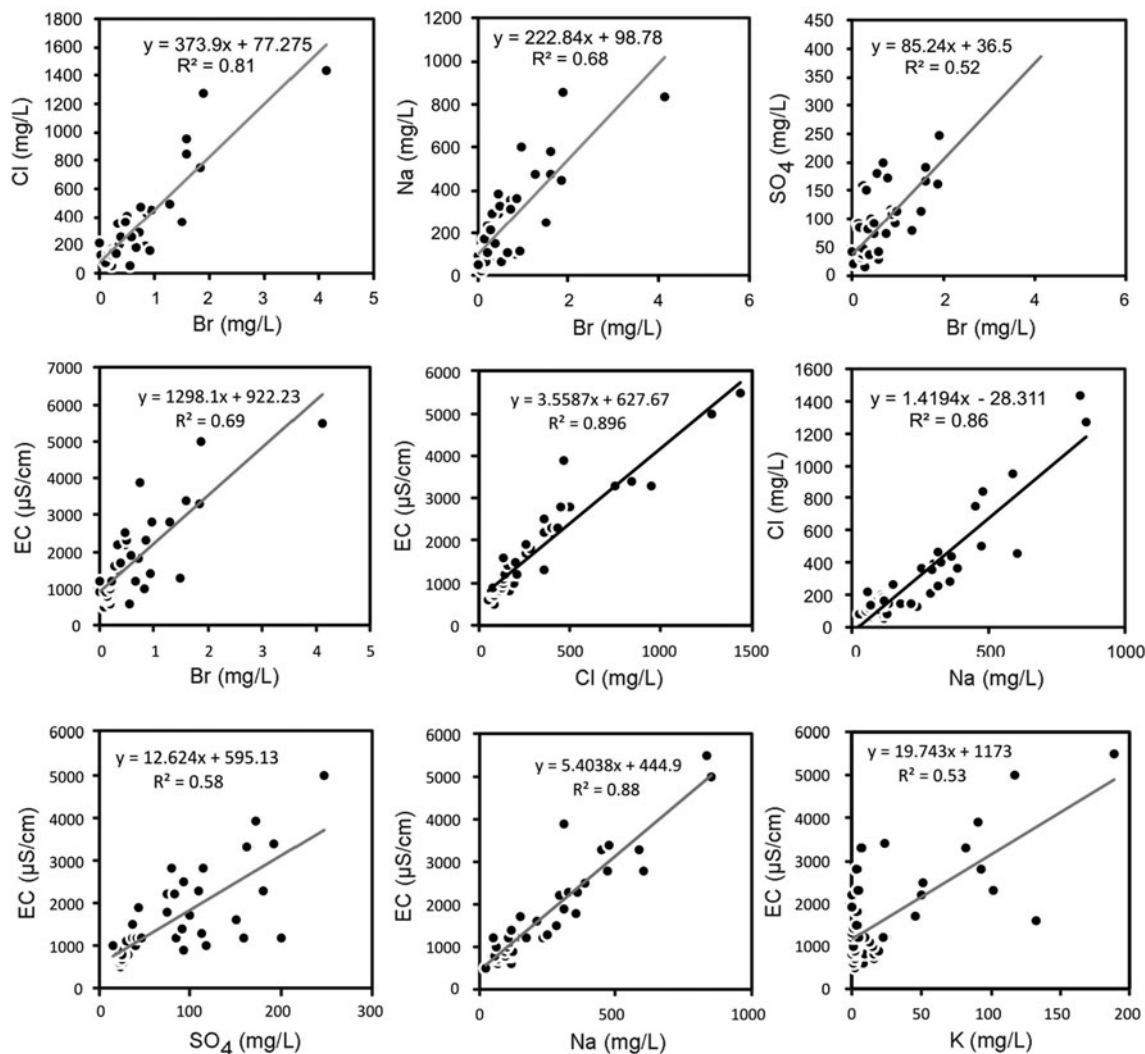 1800
1600
1400
1200
1000
800
600
400
200
0
Cl (mg/L)
y = 373.9x + 77.275
R² = 0.81
0 1 2 3 4 5
Br (mg/L)
1200
1000
800
600
400
200
0
Na (mg/L)
y = 222.84x + 98.78
R² = 0.68
0 2 4 6
Br (mg/L)
450
400
350
300
250
200
150
100
50
0
SO4 (mg/L)
y = 85.24x + 36.5
R² = 0.52
0 2 4 6
Br (mg/L)
7000
6000
5000
4000
3000
2000
1000
0
EC (µS/cm)
y = 1298.1x + 922.23
R² = 0.69
0 1 2 3 4 5
Br (mg/L)
6000
5000
4000
3000
2000
1000
0
EC (µS/cm)
y = 3.5587x + 627.67
R² = 0.896
0 500 1000 1500
Cl (mg/L)
1600
1400
1200
1000
800
600
400
200
0
Cl (mg/L)
y = 1.4194x - 28.311
R² = 0.86
0 500 1000
Na (mg/L)
6000
5000
4000
3000
2000
1000
0
EC (µS/cm)
y = 12.624x + 595.13
R² = 0.58
0 100 200 300
SO4 (mg/L)
6000
5000
4000
3000
2000
1000
0
EC (µS/cm)
y = 5.4038x + 444.9
R² = 0.88
0 500 1000
Na (mg/L)
6000
5000
4000
3000
2000
1000
0
EC (µS/cm)
y = 19.743x + 1173
R² = 0.53
0 50 100 150 200
K (mg/L)